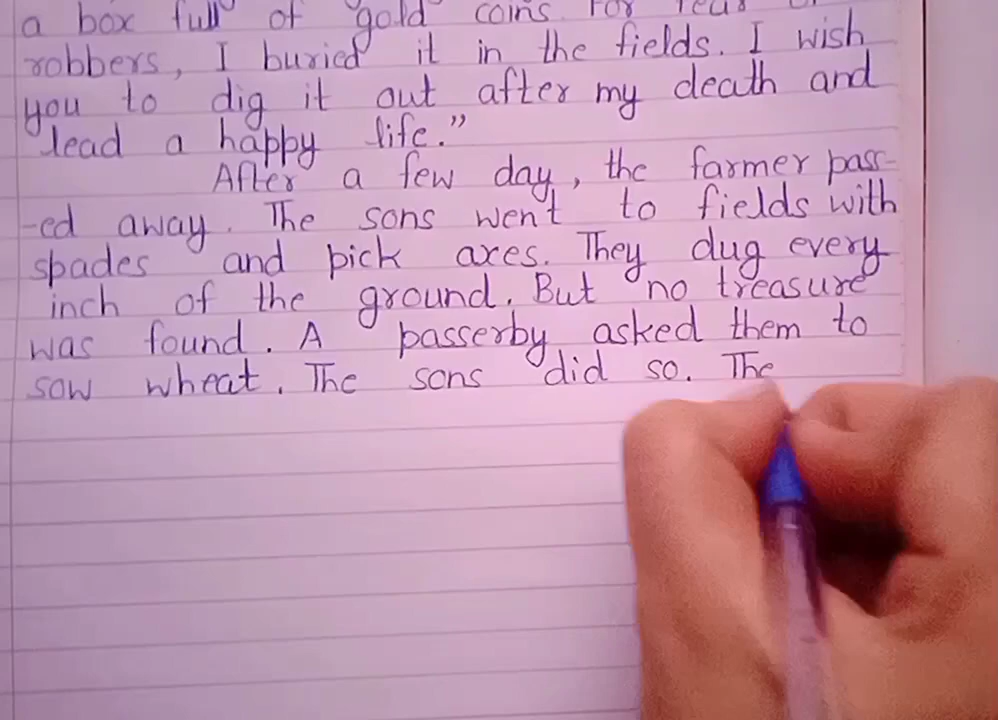 a box full of gold coins. For fear of
robbers, I buried it in the fields. I wish
you to dig it out after my death and
lead a happy life."
After a few day, the farmer pass-
-ed away. The sons went to fields with
spades and pick axes. They dug every
inch of the ground. But no treasure
was found. A passerby asked them to
sow wheat. The sons did so. The